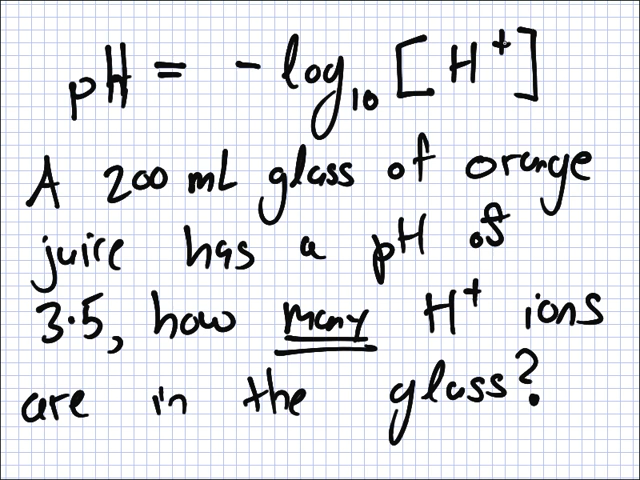 pH = - log₁₀ [H⁺]
A 200 mL glass of orange
juice has a pH of
3.5, how many H⁺ ions
are in the glass?